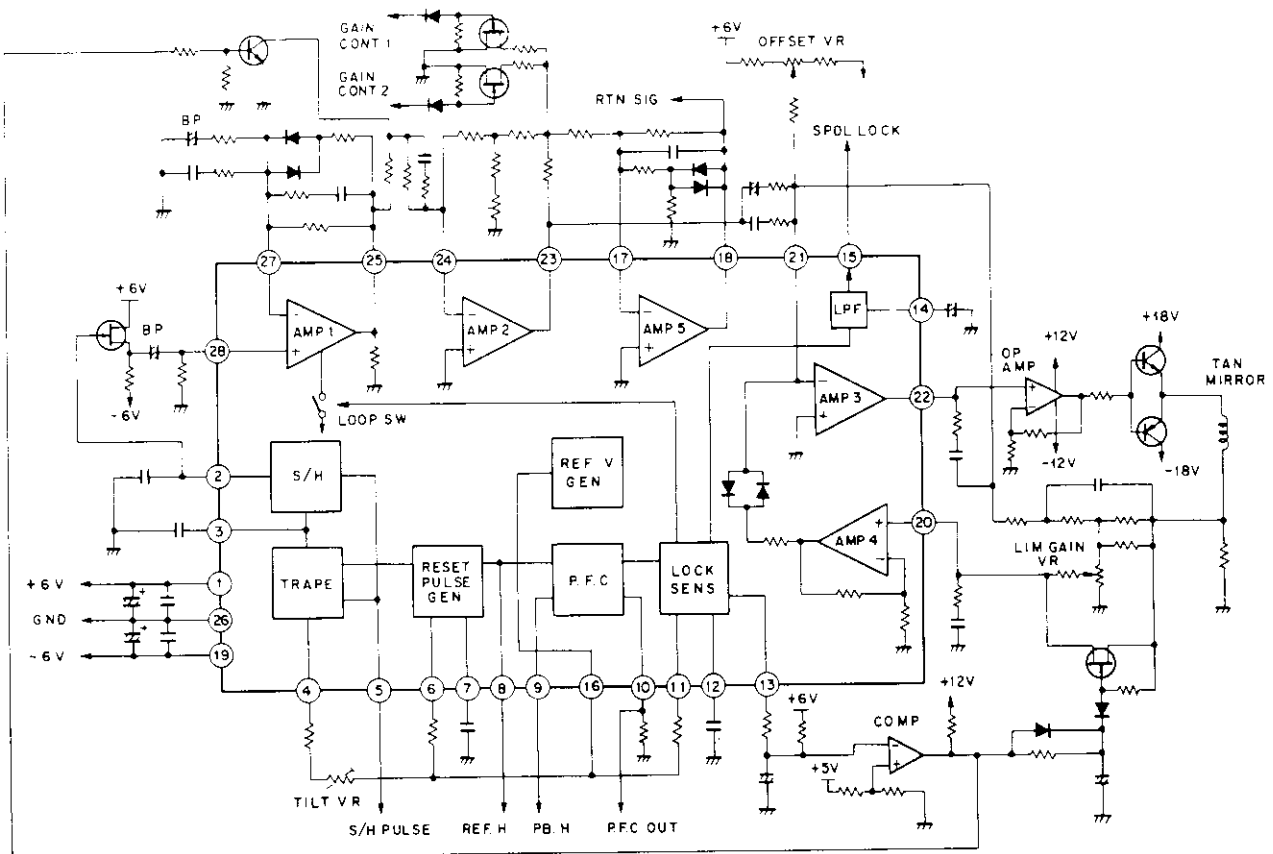 GAIN
CONT 1
GAIN
CONT 2
+6V
OFFSET VR
RTN SIG
SPDL LOCK
BP
27
25
24
23
17
18
21
15
+6V
BP
-6V
28
AMP 1
AMP 2
AMP 5
LPF
14
AMP 3
22
OP
AMP
+12V
-12V
+18V
-18V
TAN
MIRROR
LOOP SW
2
S/H
REF V
GEN
3
AMP 4
20
LIM GAIN
VR
TRAPE
RESET
PULSE
GEN
P.F.C
LOCK
SENS
+6V
1
GND
26
-6V
19
4
5
6
7
8
9
16
10
11
12
13
+6V
COMP
+12V
+5V
TILT VR
S/H PULSE
REF. H
PB. H
P.F.C OUT